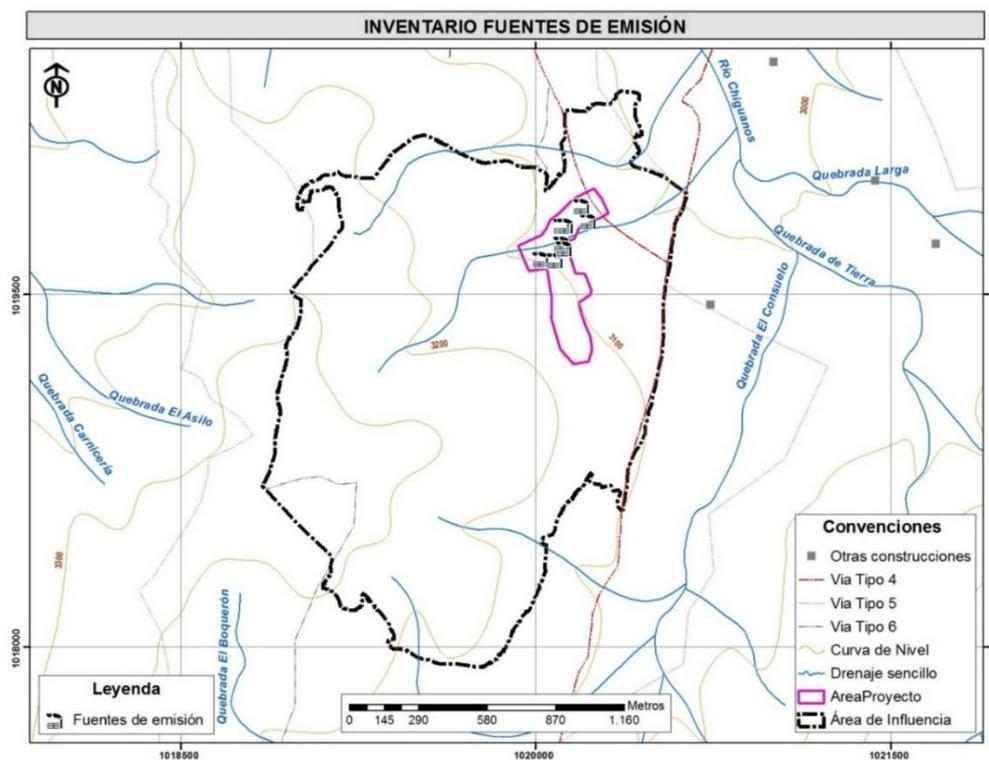 INVENTARIO FUENTES DE EMISIÓN
N
Río Chiguanos
3000
Quebrada Larga
Quebrada de Tierra
Quebrada El Consuelo
1019500
3200
3100
Quebrada El Asilo
Quebrada Carnicería
3300
Quebrada El Boquerón
1018000
Convenciones
Otras construcciones
Via Tipo 4
Via Tipo 5
Via Tipo 6
Curva de Nivel
Drenaje sencillo
AreaProyecto
Área de Influencia
Leyenda
Fuentes de emisión
Metros
0 145 290 580 870 1.160
1018500 1020000 1021500